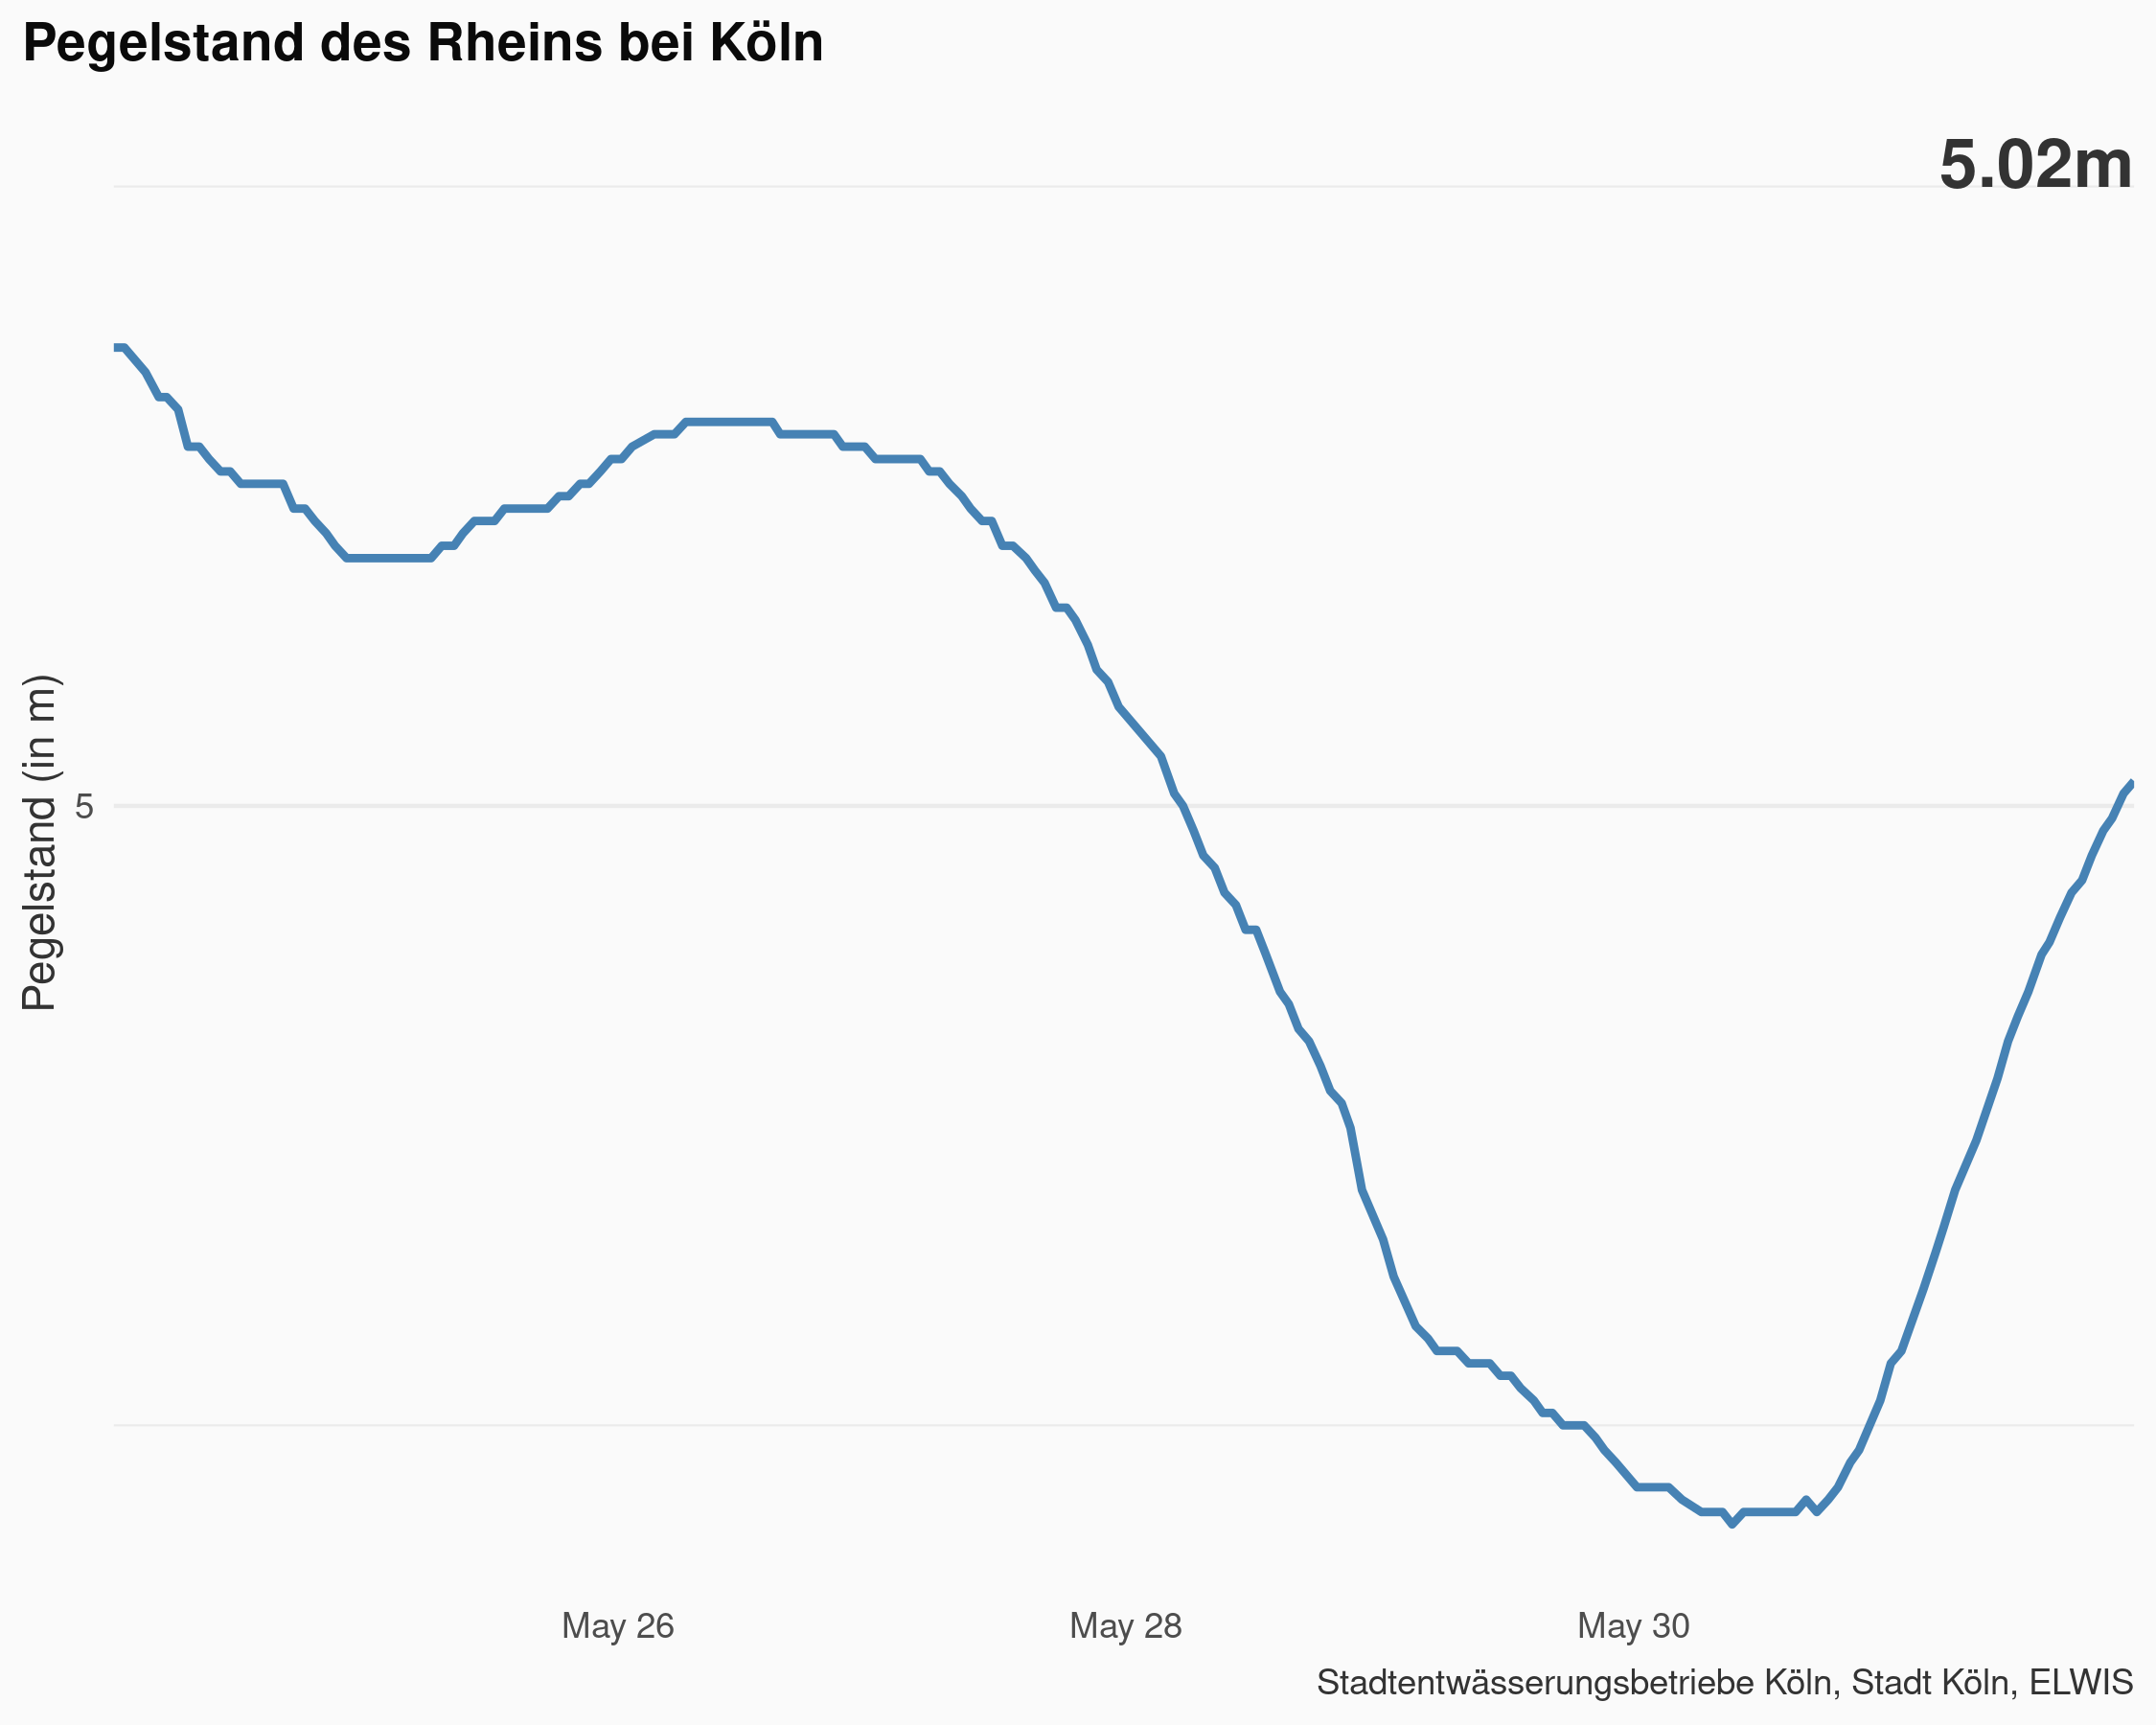 Pegelstand des Rheins bei Köln
5.02m
Pegelstand (in m)
5
May 26
May 28
May 30
Stadtentwässerungsbetriebe Köln, Stadt Köln, ELWIS